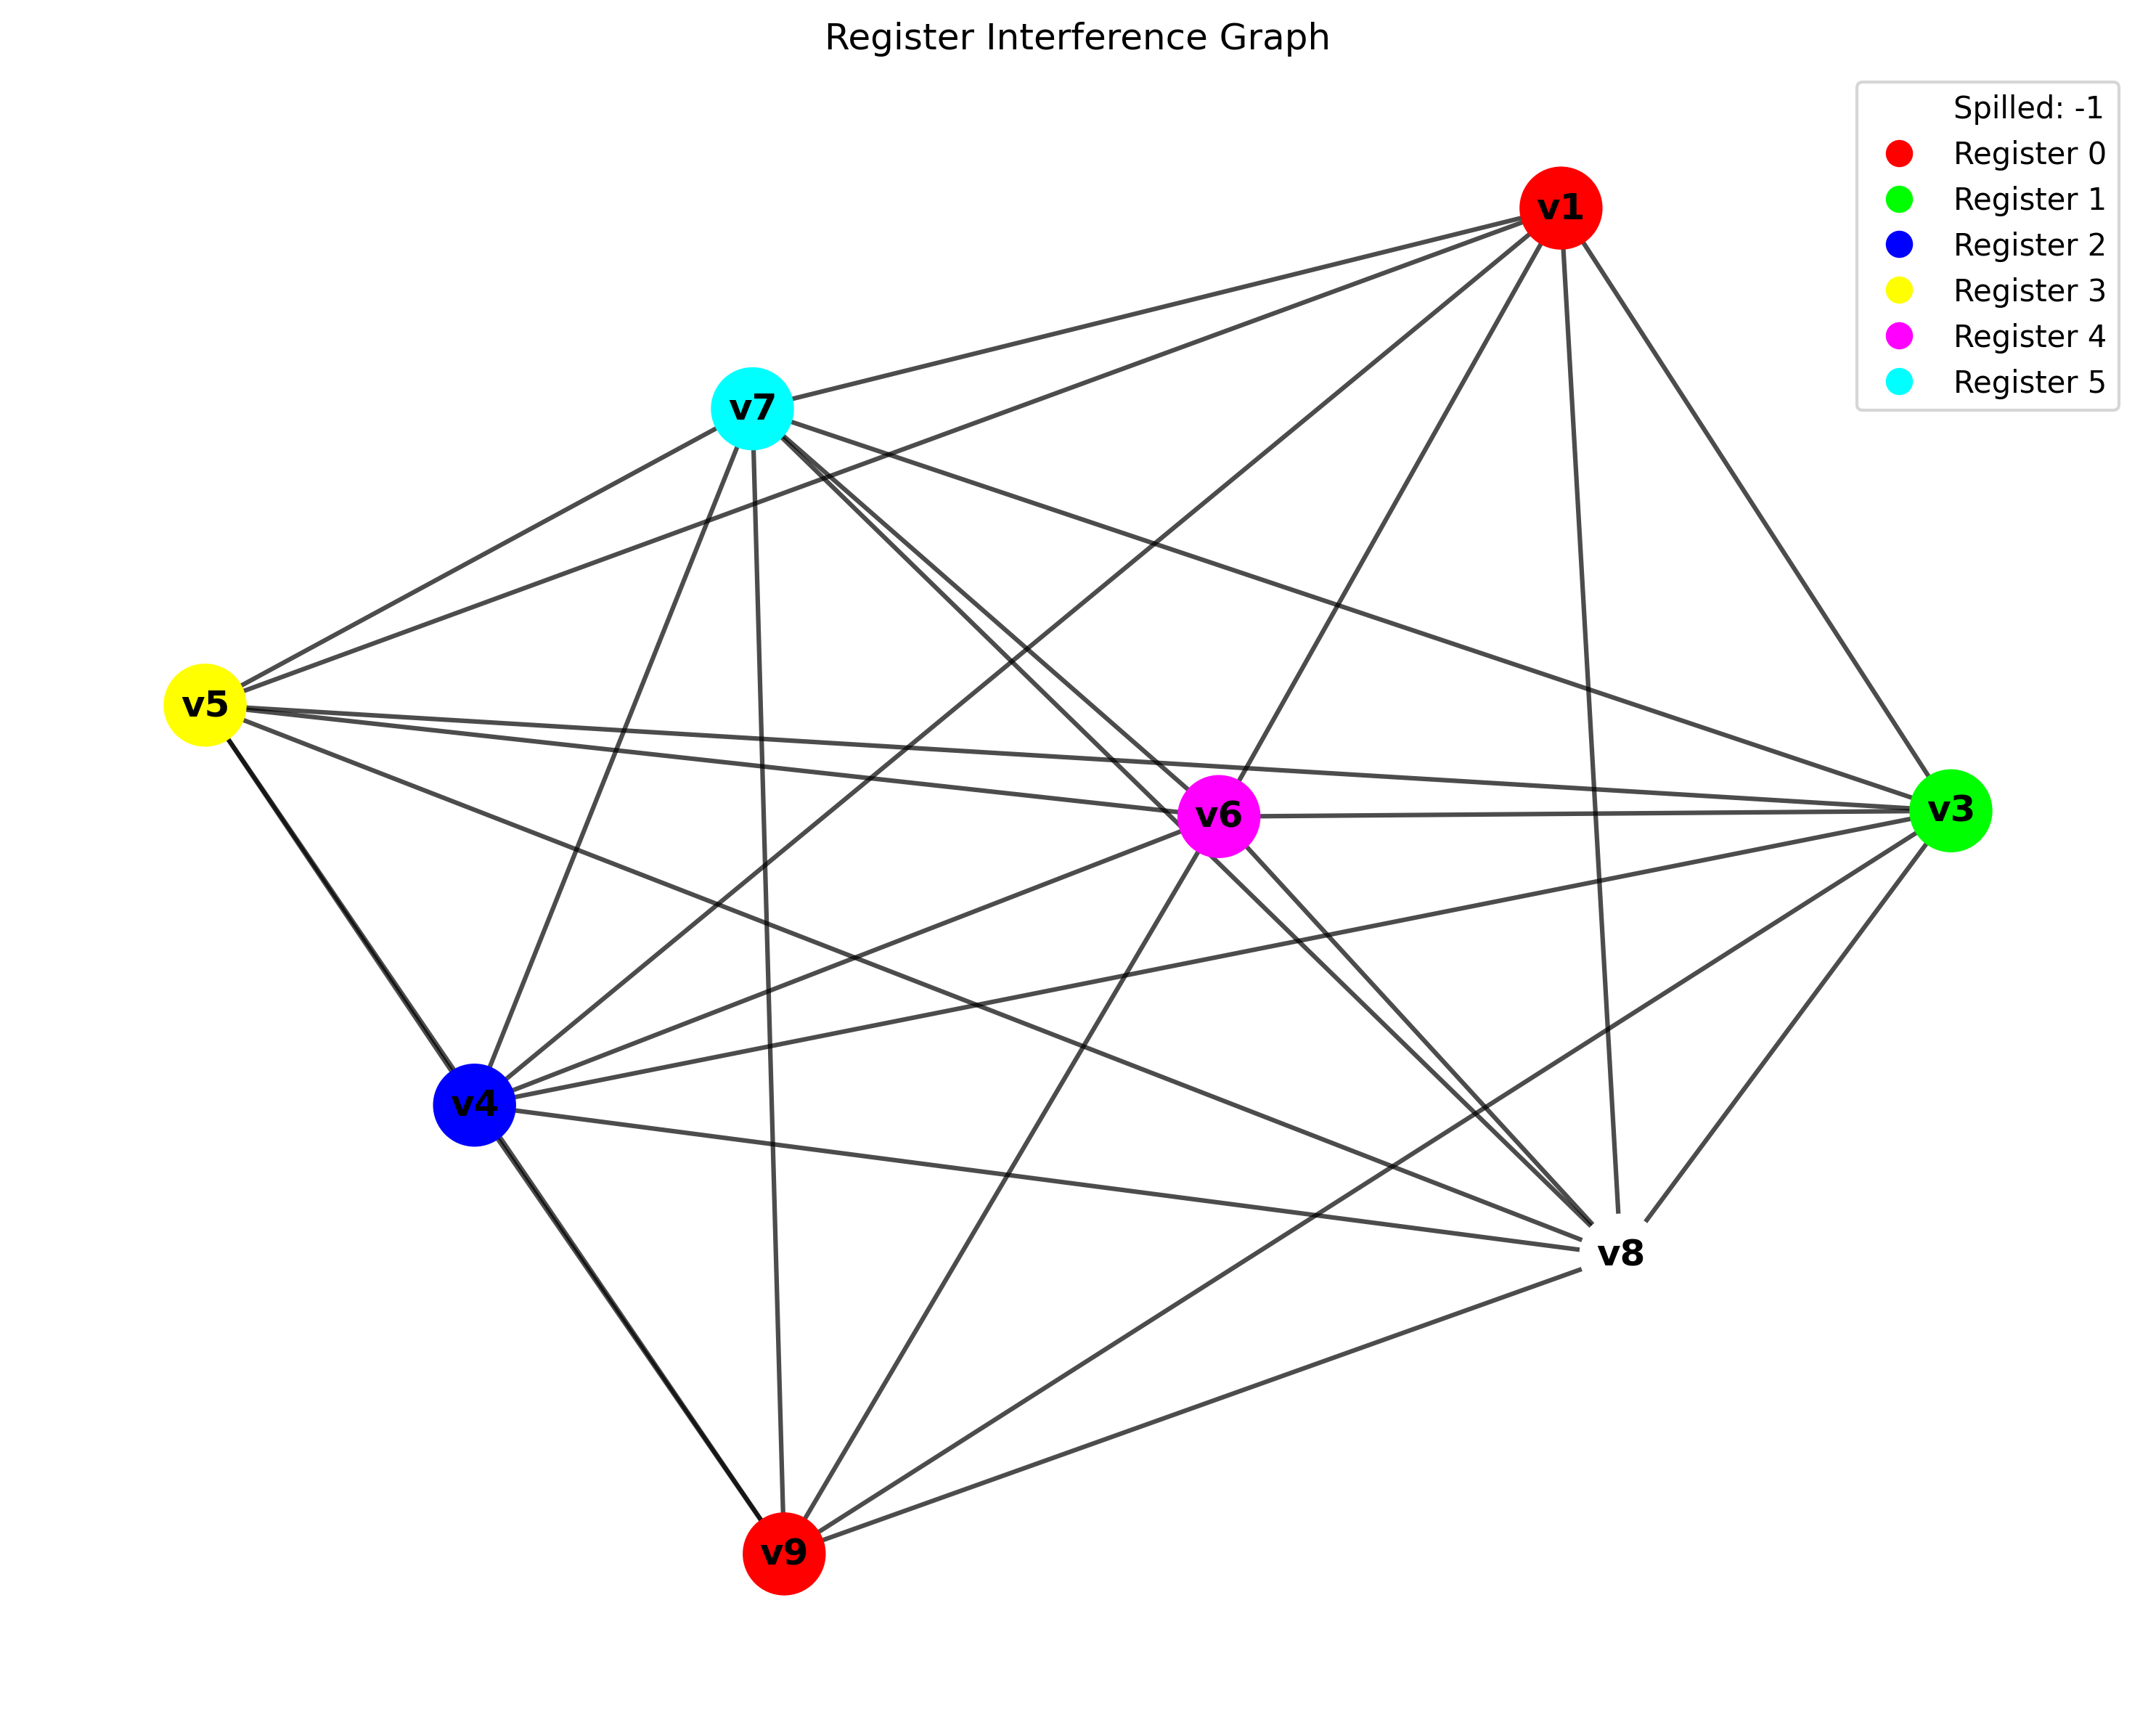 Register Interference Graph
Spilled: -1
Register 0
Register 1
Register 2
Register 3
Register 4
Register 5
v1
v7
v5
v6
v3
v4
v8
v9